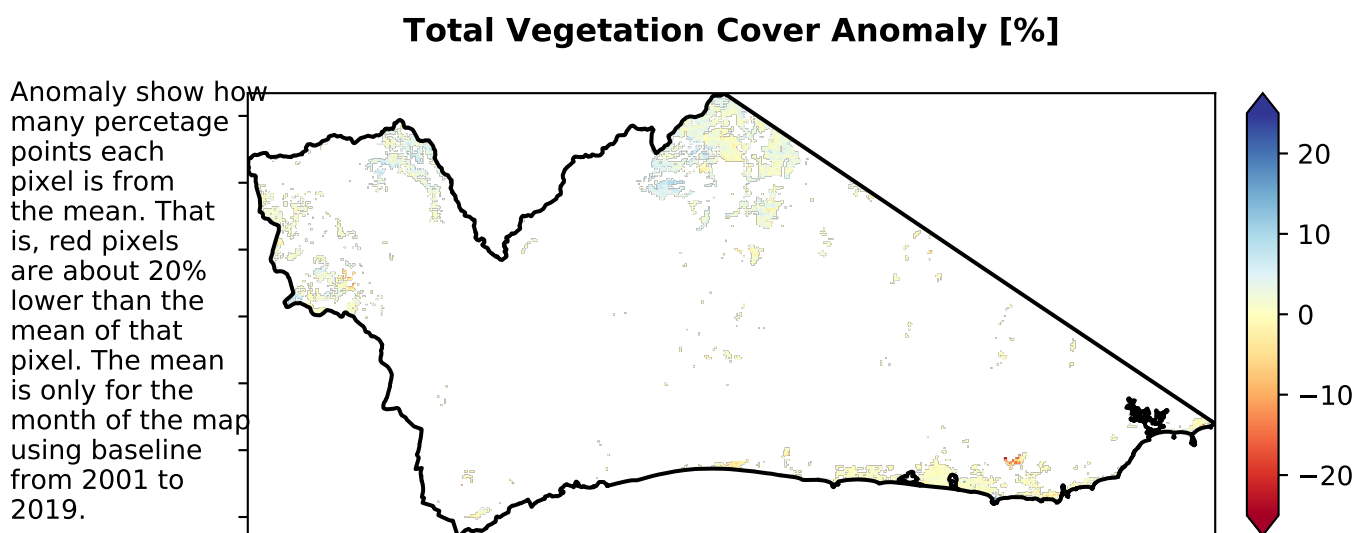 Total Vegetation Cover Anomaly [%]
Anomaly show how
many percetage
points each
pixel is from
the mean. That
is, red pixels
are about 20%
lower than the
mean of that
pixel. The mean
is only for the
month of the map
using baseline
from 2001 to
2019.
20
10
0
−10
−20